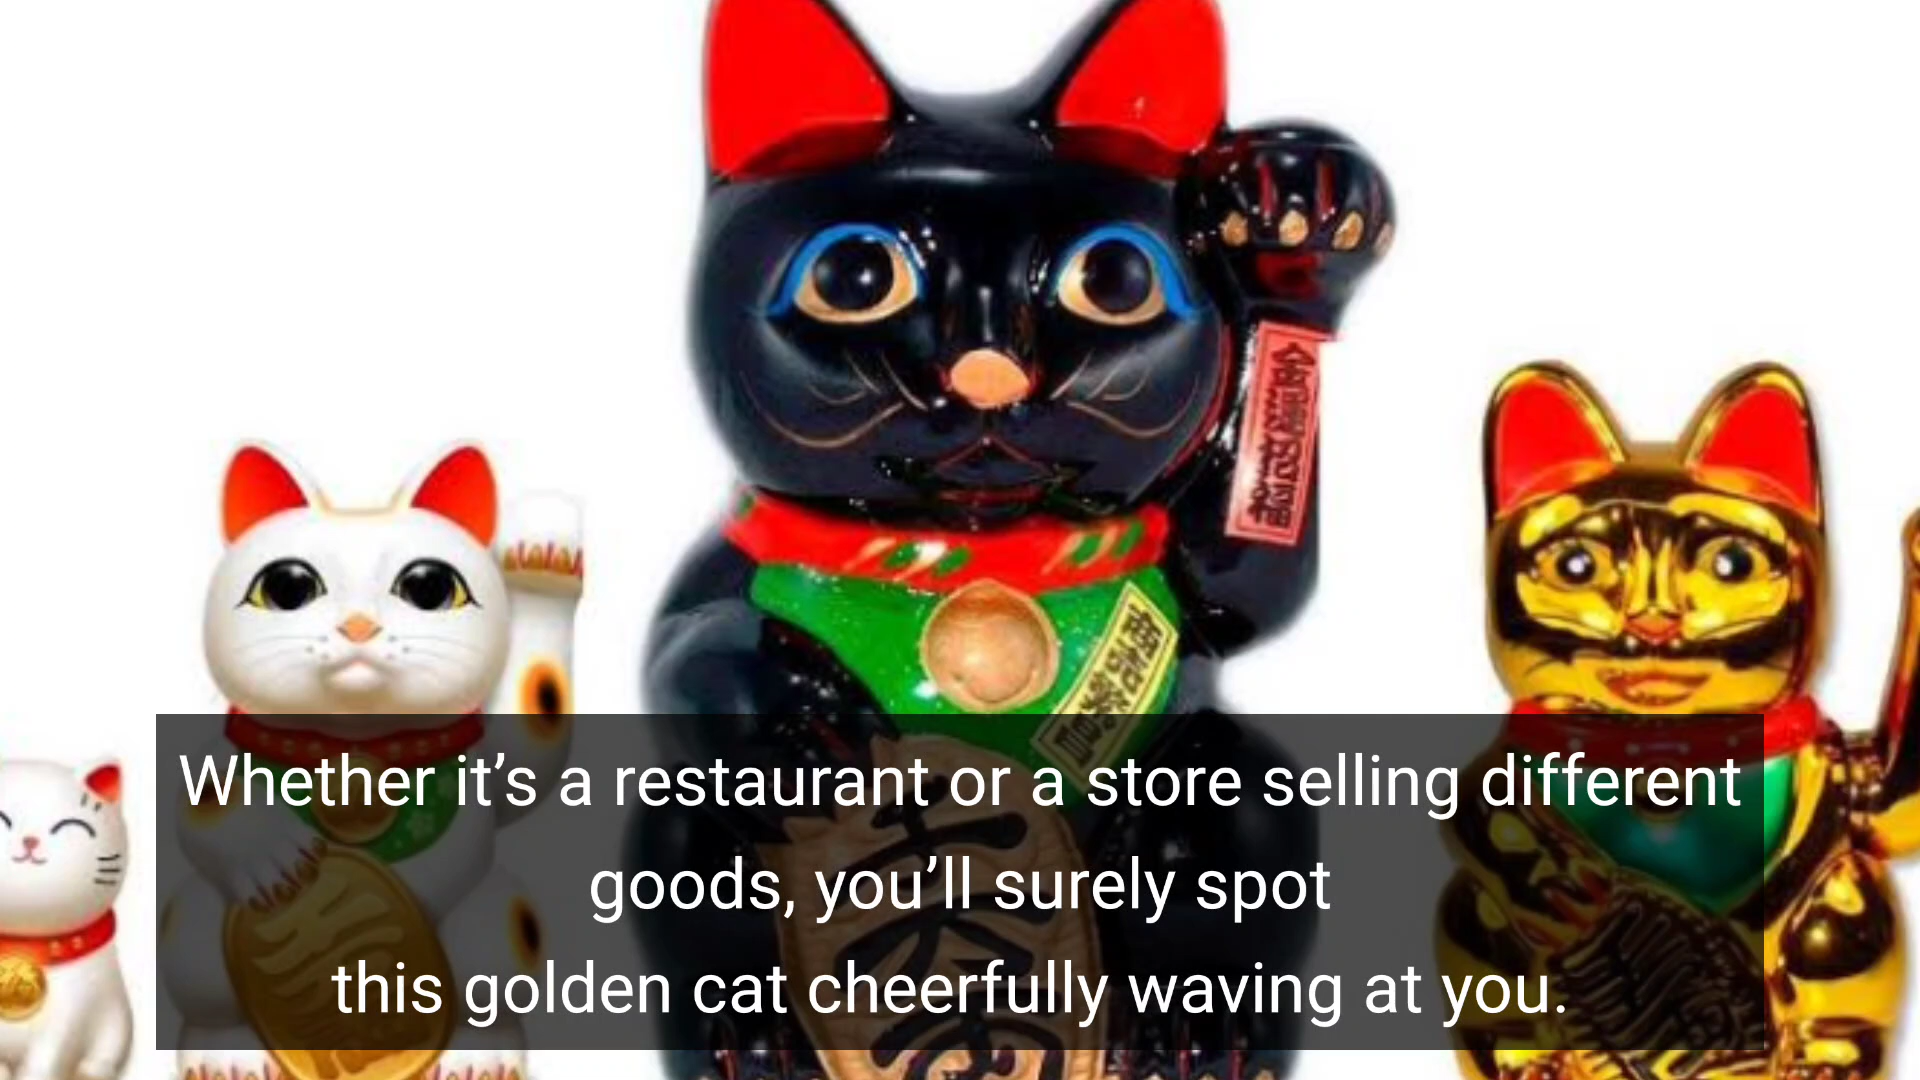 Whether it’s a restaurant or a store selling different
goods, you’ll surely spot
this golden cat cheerfully waving at you.